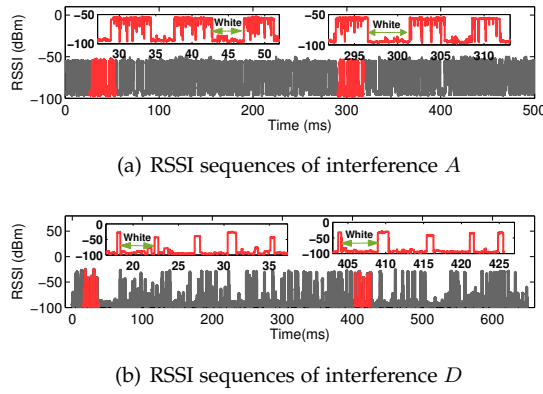 50
0
−50
−100
RSSI (dBm)
−50
−100
White
30 35 40 45 50
−50
−100
White
295 300 305 310
0 100 200 300 400 500
Time (ms)
(a) RSSI sequences of interference A
50
0
−50
−100
RSSI (dBm)
0
−50
−100
White
20 25 30 35
0
−50
−100
White
405 410 415 420 425
0 100 200 300 400 500 600
Time(ms)
(b) RSSI sequences of interference D